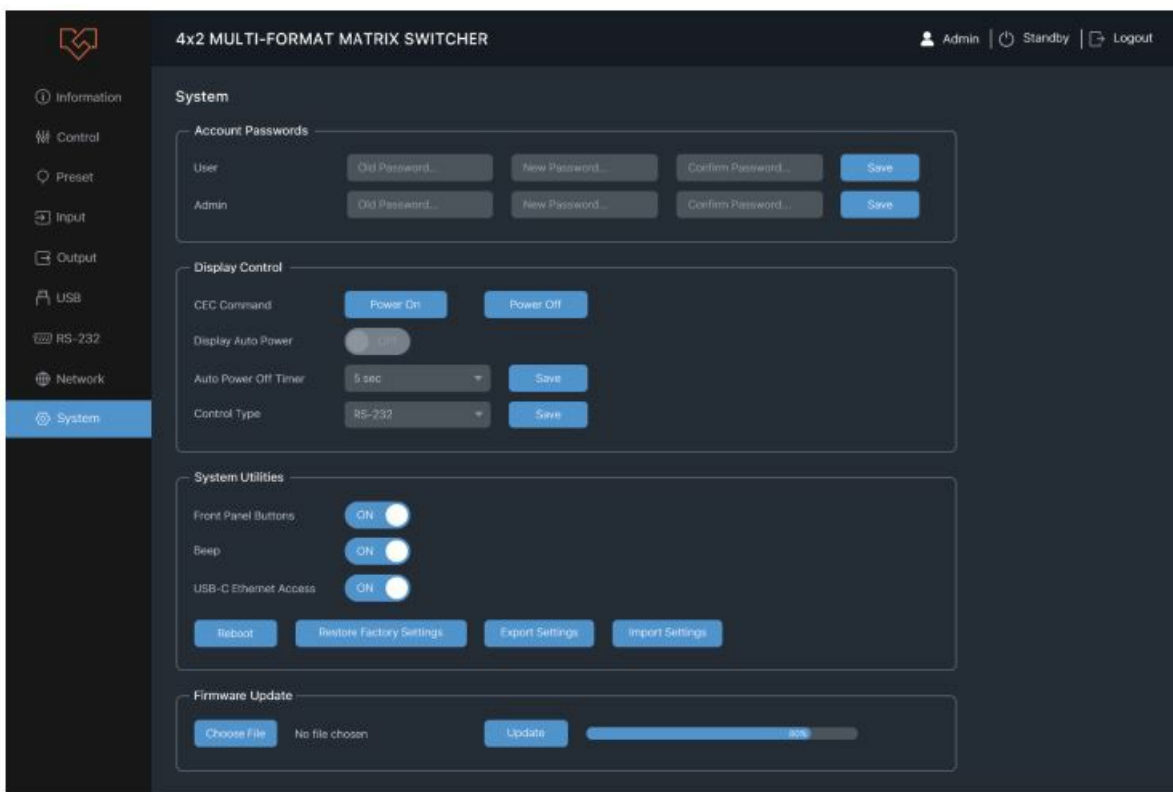 4x2 MULTI-FORMAT MATRIX SWITCHER
Admin
Standby
Logout
Information
Control
Preset
Input
Output
USB
RS-232
Network
System
System
Account Passwords
User Old Password... New Password... Confirm Password... Save
Admin Old Password... New Password... Confirm Password... Save
Display Control
CEC Command Power On Power Off
Display Auto Power OFF
Auto Power Off Timer 5 sec Save
Control Type RS-232 Save
System Utilities
Front Panel Buttons ON
Beep ON
USB-C Ethernet Access ON
Reboot Restore Factory Settings Export Settings Import Settings
Firmware Update
Choose File No file chosen Update 80%